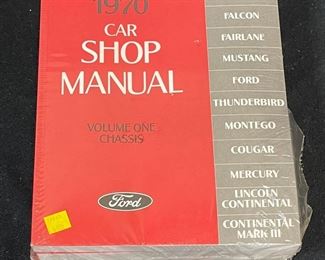 1970
CAR
SHOP
MANUAL
VOLUME ONE
CHASSIS
Ford
FALCON
FAIRLANE
MUSTANG
FORD
THUNDERBIRD
MONTEGO
COUGAR
MERCURY
LINCOLN
CONTINENTAL
CONTINENTAL
MARK III